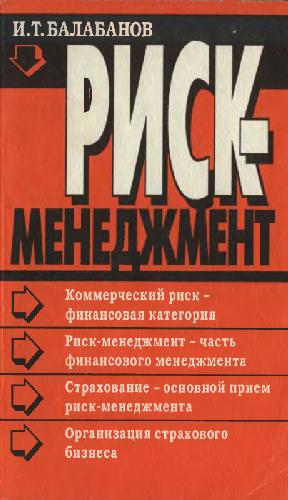 И.Т.БАЛАБАНОВ
РИСК-
МЕНЕДЖМЕНТ
Коммерческий риск –
финансовая категория
Риск-менеджмент – часть
финансового менеджмента
Страхование – основной прием
риск-менеджмента
Организация страхового
бизнеса